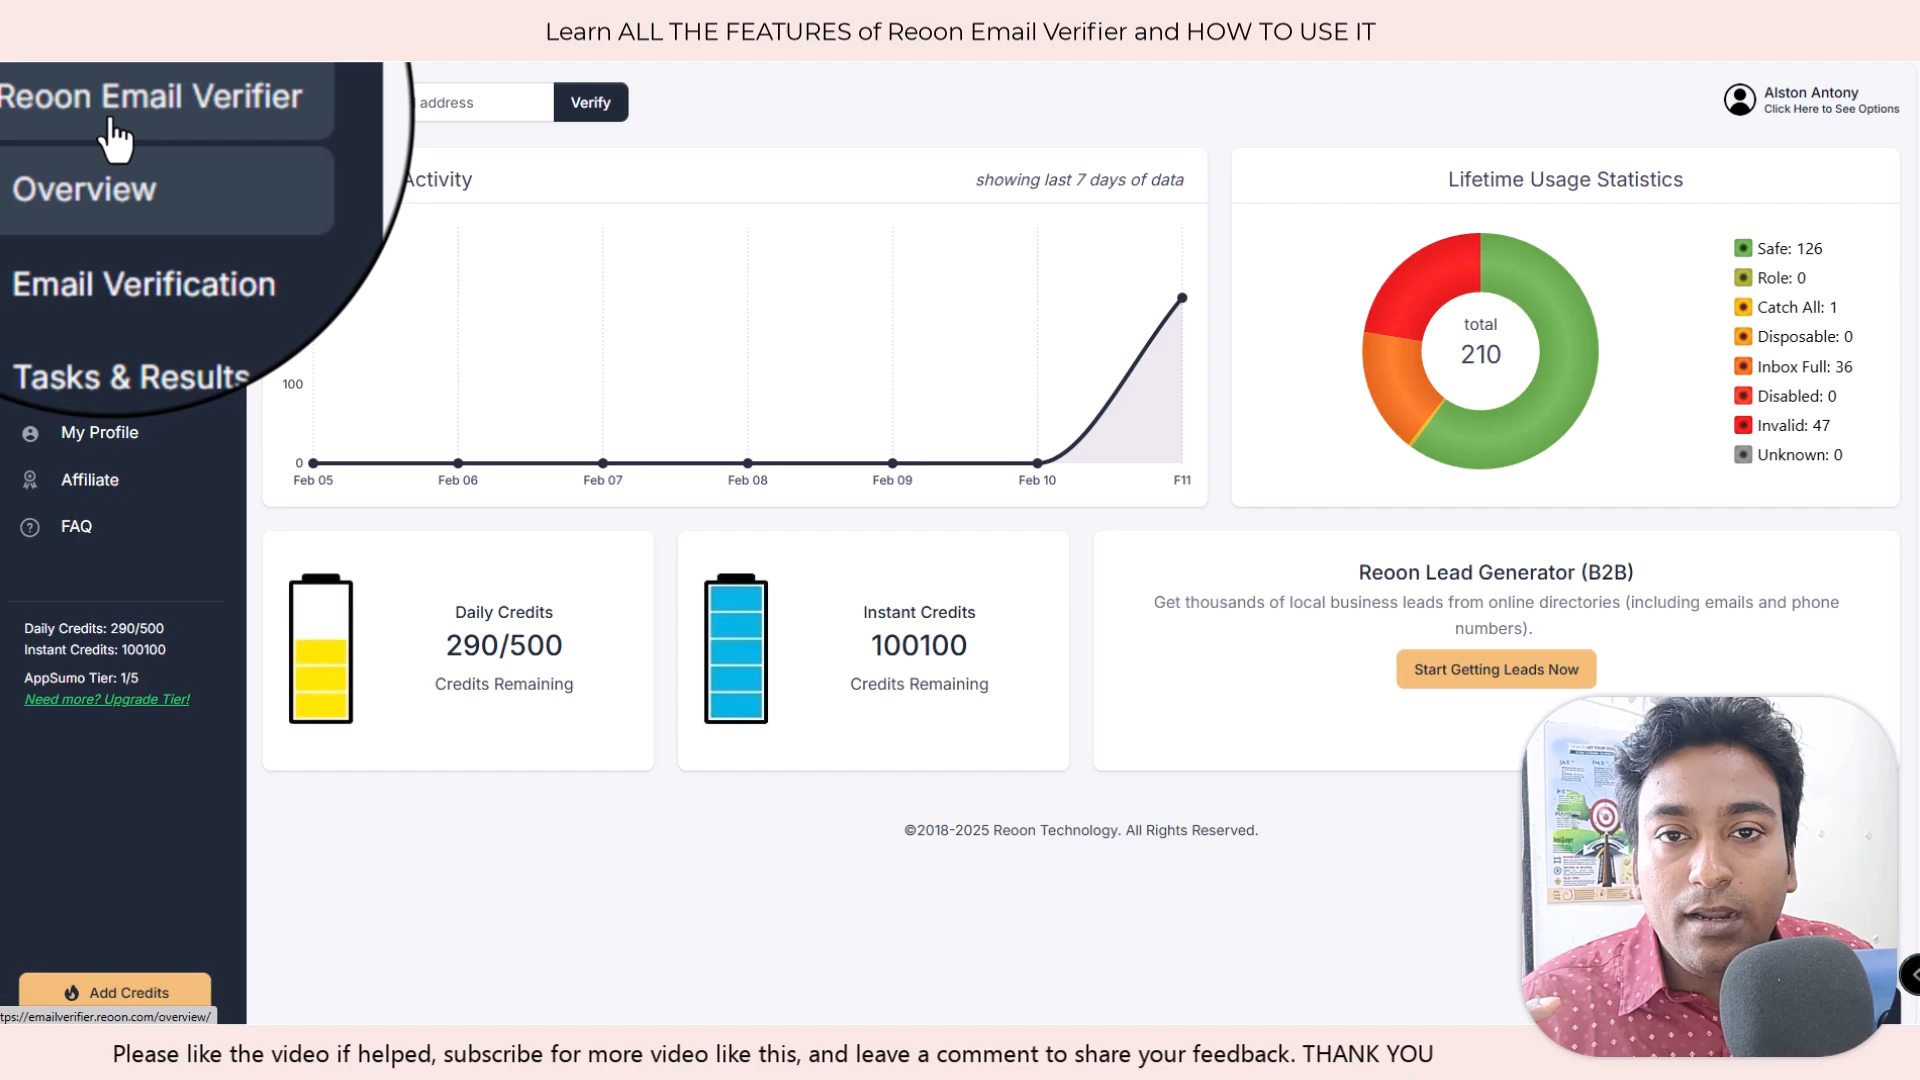 Learn ALL THE FEATURES of Reoon Email Verifier and HOW TO USE IT
Reoon Email Verifier
Overview
Email Verification
Tasks & Results
My Profile
Affiliate
FAQ
Daily Credits: 290/500
Instant Credits: 100100
AppSumo Tier: 1/5
Need more? Upgrade Tier!
Add Credits
tps://emailverifier.reoon.com/overview/
address
Verify
Alston Antony
Click Here to See Options
Activity
showing last 7 days of data
100
0
Feb 05
Feb 06
Feb 07
Feb 08
Feb 09
Feb 10
F11
Lifetime Usage Statistics
total
210
Safe: 126
Role: 0
Catch All: 1
Disposable: 0
Inbox Full: 36
Disabled: 0
Invalid: 47
Unknown: 0
Daily Credits
290/500
Credits Remaining
Instant Credits
100100
Credits Remaining
Reoon Lead Generator (B2B)
Get thousands of local business leads from online directories (including emails and phone
numbers).
Start Getting Leads Now
©2018-2025 Reoon Technology. All Rights Reserved.
Please like the video if helped, subscribe for more video like this, and leave a comment to share your feedback. THANK YOU